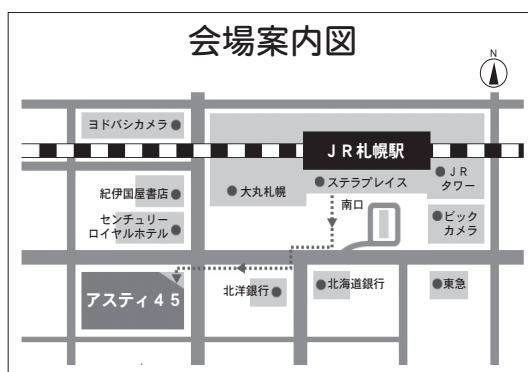 会場案内図
N
ヨドバシカメラ
JR札幌駅
紀伊国屋書店
大丸札幌
ステラプレイス
JR
タワー
南口
センチュリー
ロイヤルホテル
ビック
カメラ
アスティ45
北洋銀行
北海道銀行
東急